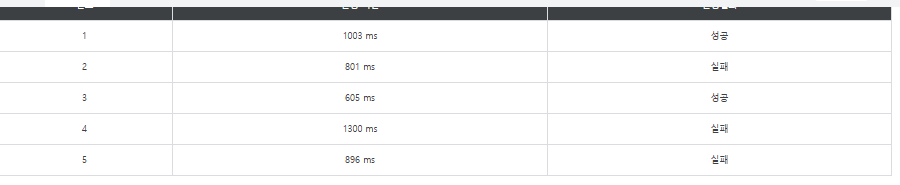 1 1003 ms 성공
2 801 ms 실패
3 605 ms 성공
4 1300 ms 실패
5 896 ms 실패